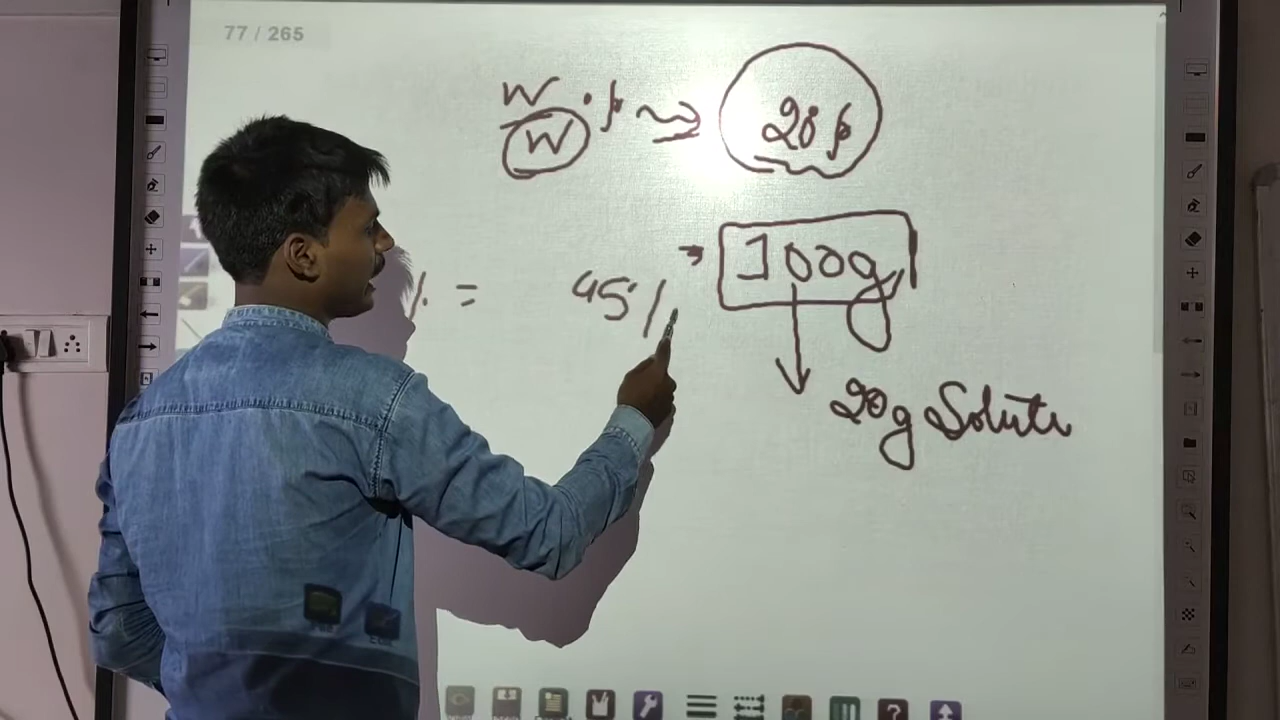 77 / 265
W/W % → 20%
% = 45% → 100g
20g Solute